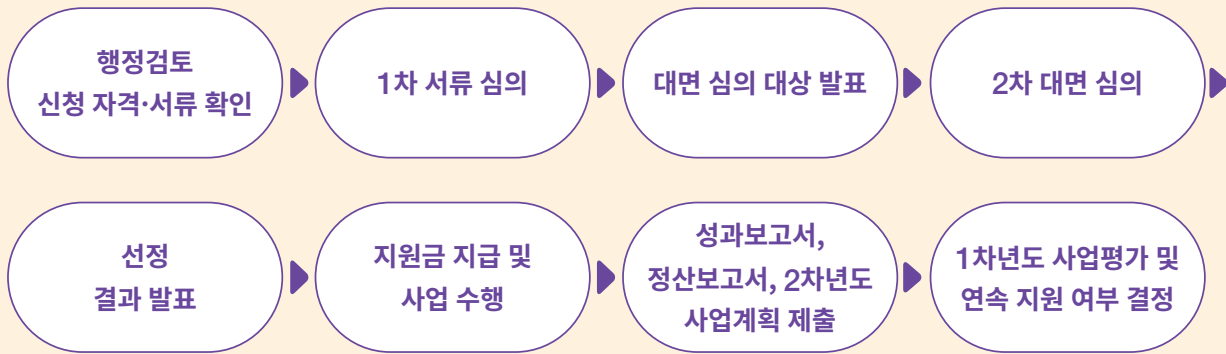 행정검토
신청 자격·서류 확인
1차 서류 심의
대면 심의 대상 발표
2차 대면 심의
선정
결과 발표
지원금 지급 및
사업 수행
성과보고서,
정산보고서, 2차년도
사업계획 제출
1차년도 사업평가 및
연속 지원 여부 결정